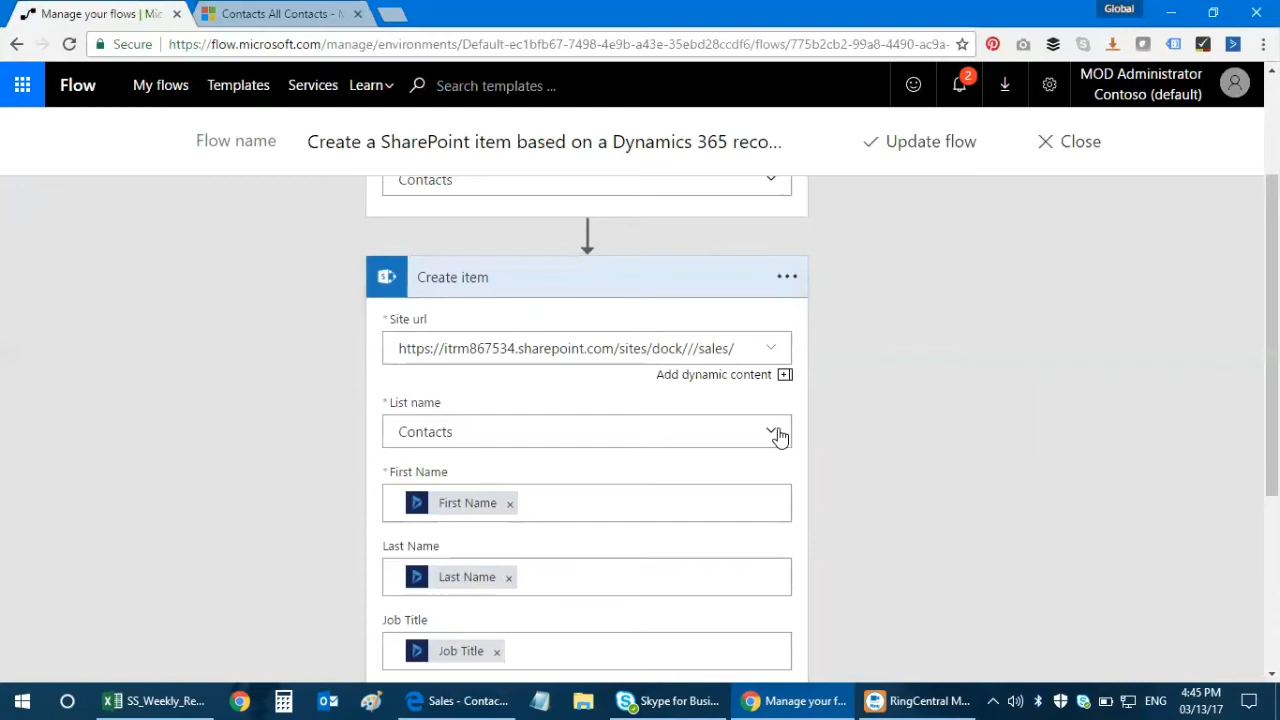 Manage your flows | Mic
Contacts All Contacts - M
Global
Secure
https://flow.microsoft.com/manage/environments/Default-ec1bfb67-7498-4e9b-a43e-35ebd28ccdf6/flows/775b2cb2-99a8-4490-ac9a-
Flow
My flows
Templates
Services
Learn
Search templates ...
2
MOD Administrator
Contoso (default)
Flow name
Create a SharePoint item based on a Dynamics 365 reco...
Update flow
Close
Contacts
Create item
* Site url
https://itrm867534.sharepoint.com/sites/dock///sales/
Add dynamic content
* List name
Contacts
* First Name
First Name ×
Last Name
Last Name ×
Job Title
Job Title ×
SS_Weekly_Re...
Sales - Contac...
Skype for Busi...
Manage your f...
RingCentral M...
ENG
4:45 PM
03/13/17